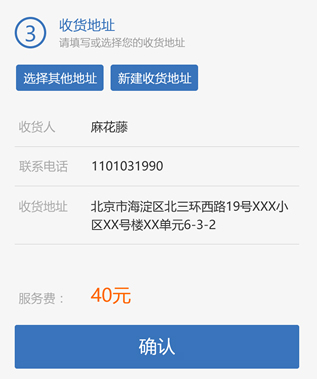 3
收货地址
请填写或选择您的收货地址
选择其他地址 新建收货地址
收货人 麻花藤
联系电话 1101031990
收货地址 北京市海淀区北三环西路19号XXX小
区XX号楼XX单元6-3-2
服务费： 40元
确认